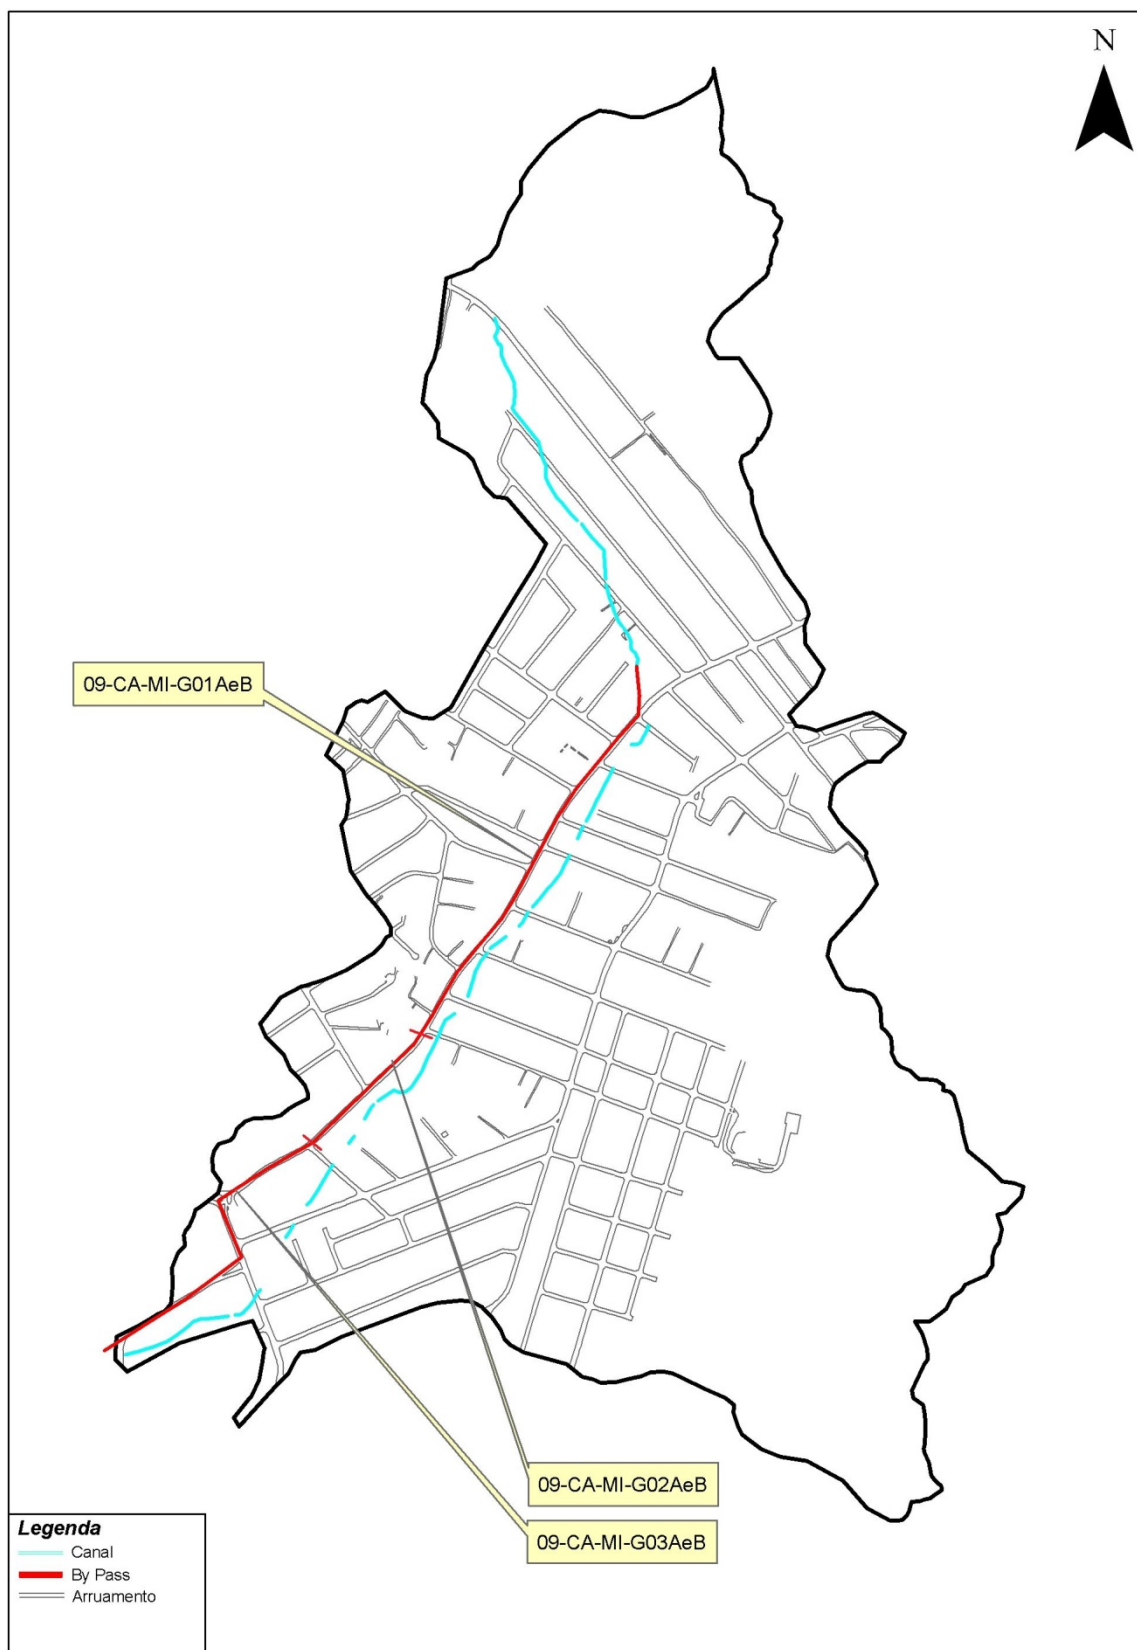 N
09-CA-MI-G01AeB
09-CA-MI-G02AeB
09-CA-MI-G03AeB
Legenda
Canal
By Pass
Arruamento